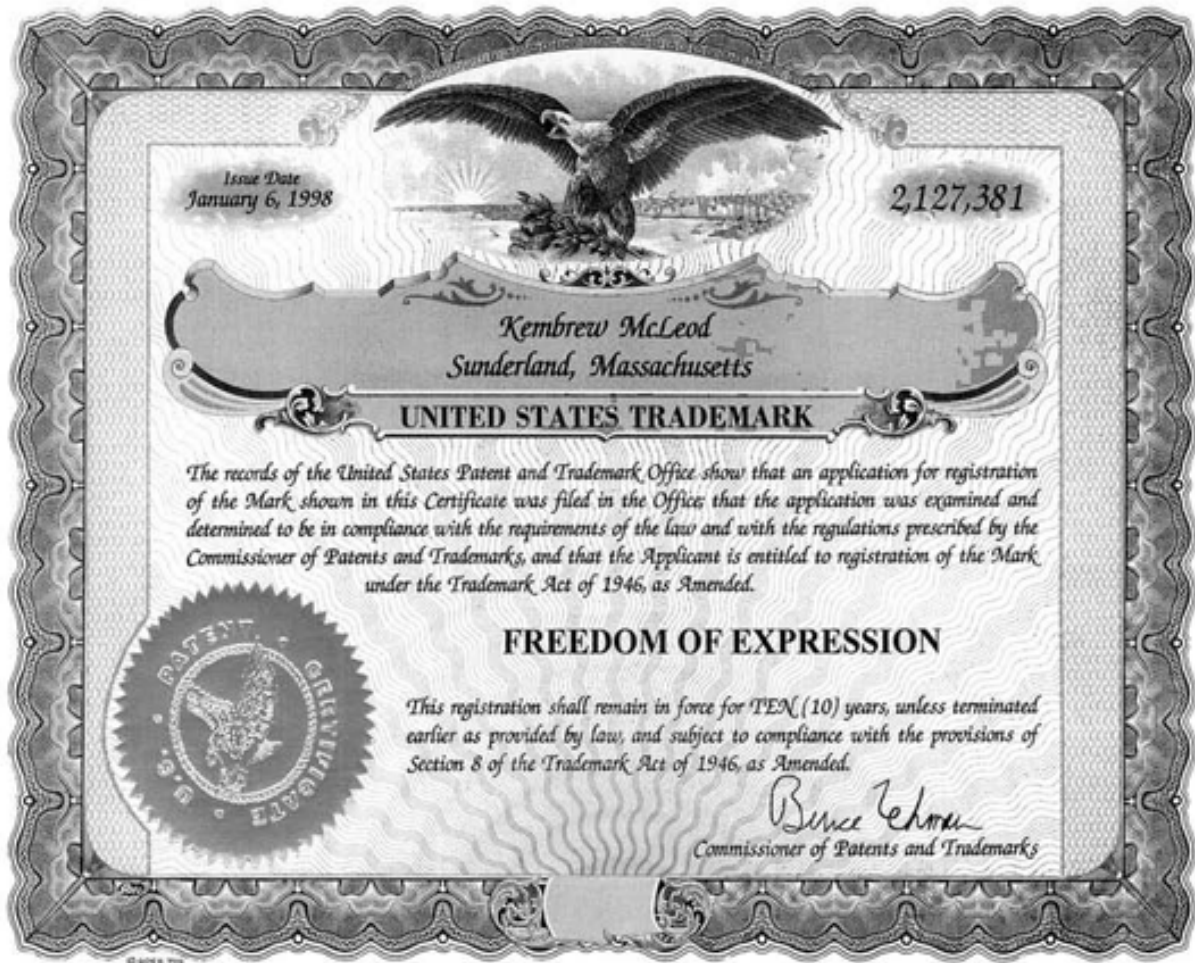 Issue Date
January 6, 1998
2,127,381
Kembrew McLeod
Sunderland, Massachusetts
UNITED STATES TRADEMARK
The records of the United States Patent and Trademark Office show that an application for registration
of the Mark shown in this Certificate was filed in the Office; that the application was examined and
determined to be in compliance with the requirements of the law and with the regulations prescribed by the
Commissioner of Patents and Trademarks, and that the Applicant is entitled to registration of the Mark
under the Trademark Act of 1946, as Amended.
FREEDOM OF EXPRESSION
This registration shall remain in force for TEN (10) years, unless terminated
earlier as provided by law, and subject to compliance with the provisions of
Section 8 of the Trademark Act of 1946, as Amended.
Bruce Lehman
Commissioner of Patents and Trademarks
U.S. PATENT CERTIFICATE